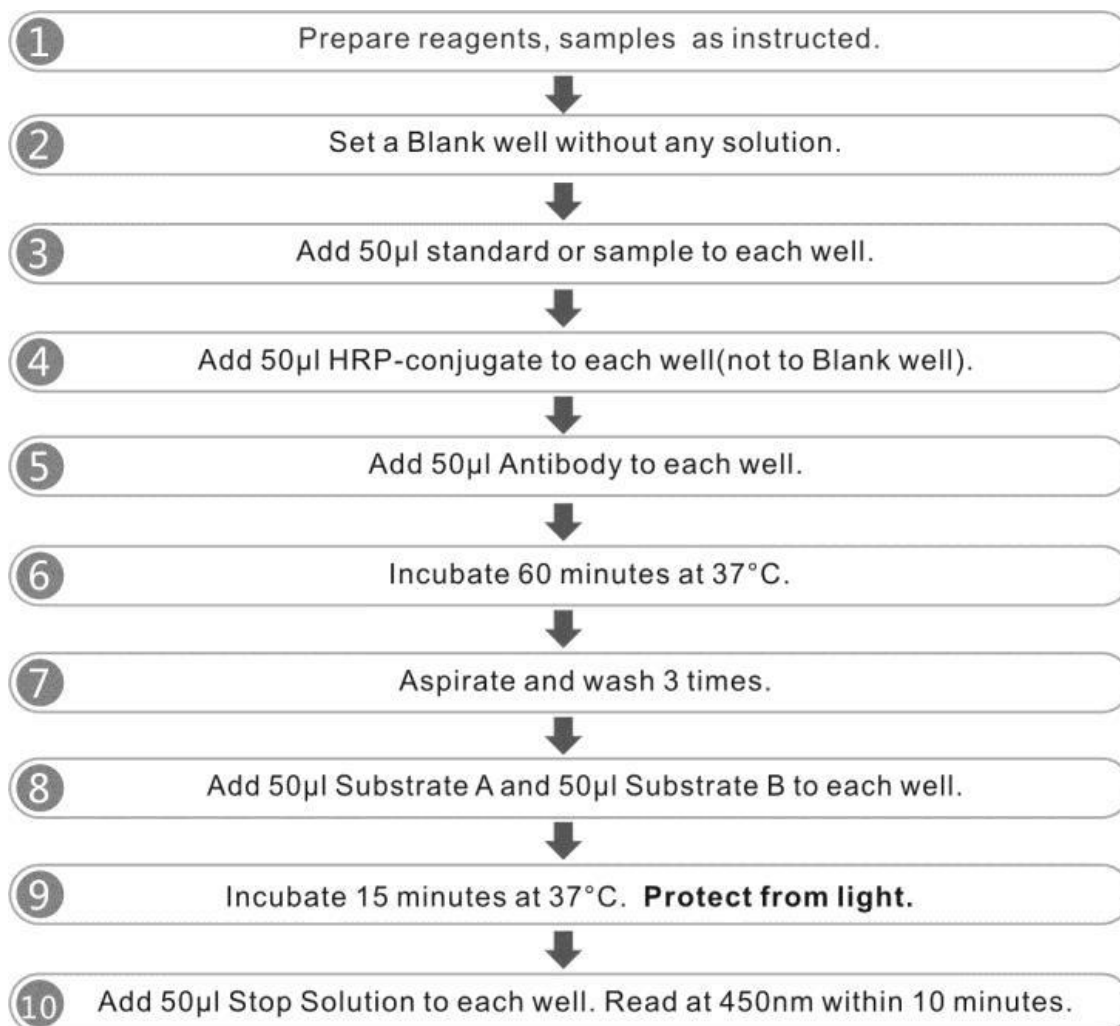 1 Prepare reagents, samples as instructed.
2 Set a Blank well without any solution.
3 Add 50µl standard or sample to each well.
4 Add 50µl HRP-conjugate to each well(not to Blank well).
5 Add 50µl Antibody to each well.
6 Incubate 60 minutes at 37°C.
7 Aspirate and wash 3 times.
8 Add 50µl Substrate A and 50µl Substrate B to each well.
9 Incubate 15 minutes at 37°C. Protect from light.
10 Add 50µl Stop Solution to each well. Read at 450nm within 10 minutes.